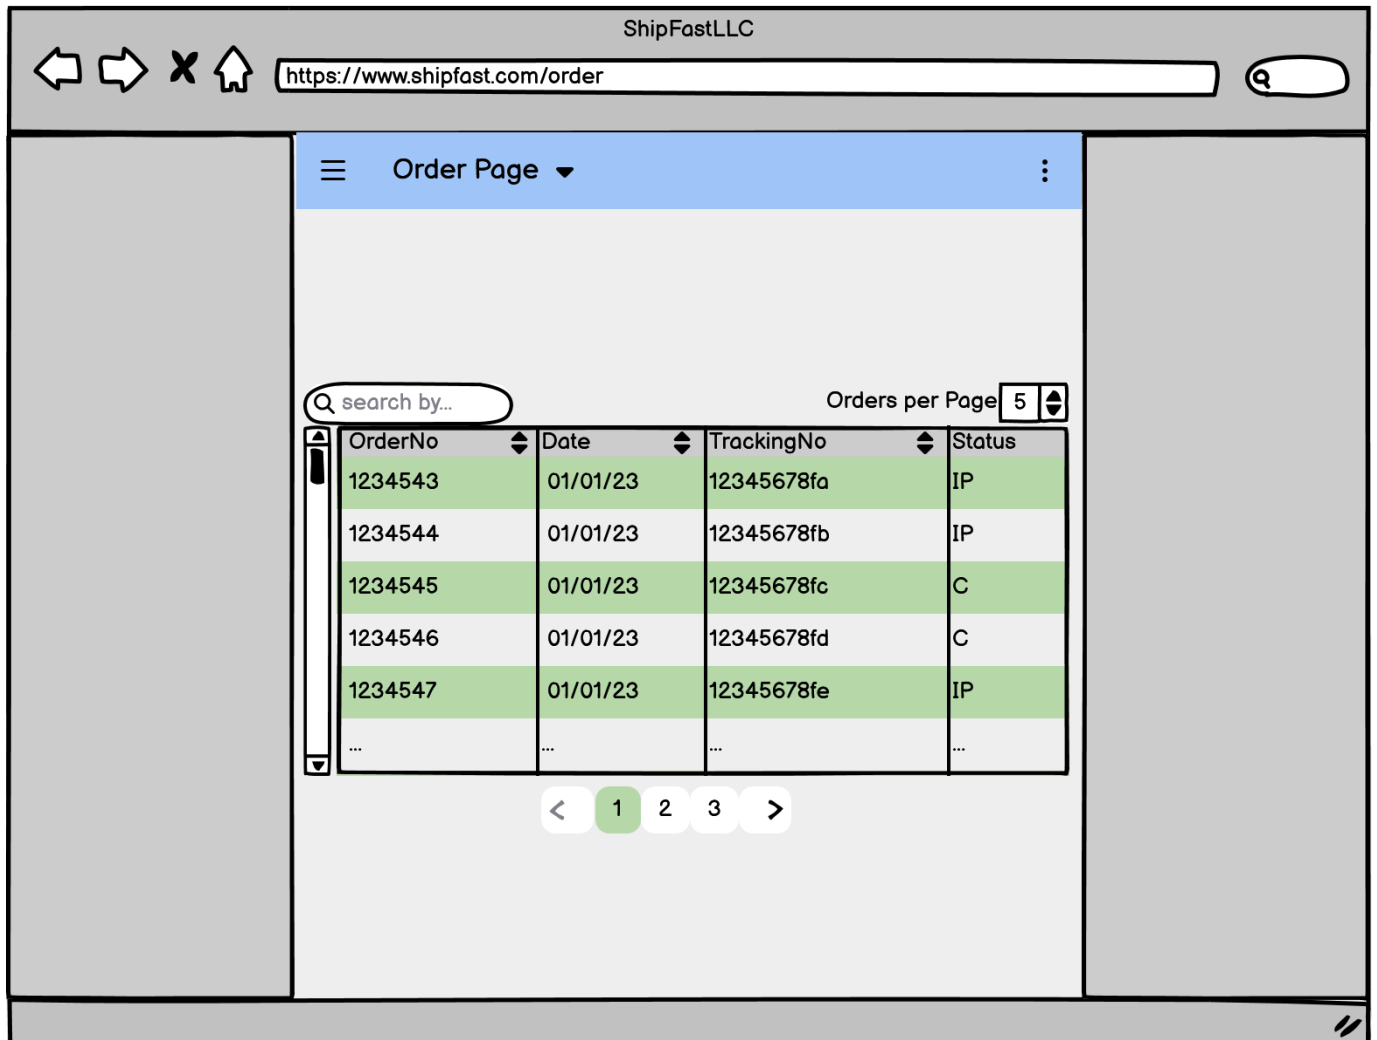 ShipFastLLC
https://www.shipfast.com/order
Order Page
search by...
Orders per Page 5
OrderNo Date TrackingNo Status
1234543 01/01/23 12345678fa IP
1234544 01/01/23 12345678fb IP
1234545 01/01/23 12345678fc C
1234546 01/01/23 12345678fd C
1234547 01/01/23 12345678fe IP
... ... ... ...
< 1 2 3 >